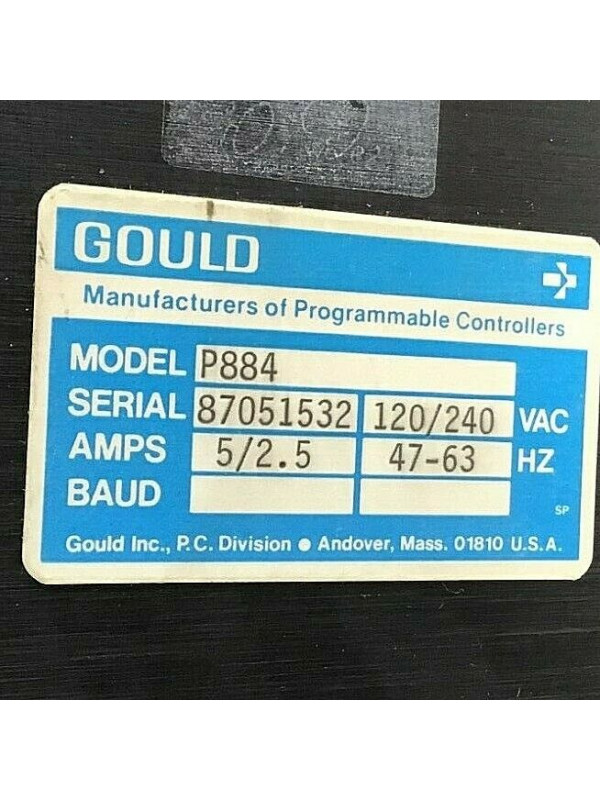 GOULD
Manufacturers of Programmable Controllers
MODEL P884
SERIAL 87051532 120/240 VAC
AMPS 5/2.5 47-63 HZ
BAUD
SP
Gould Inc., P.C. Division ● Andover, Mass. 01810 U.S.A.